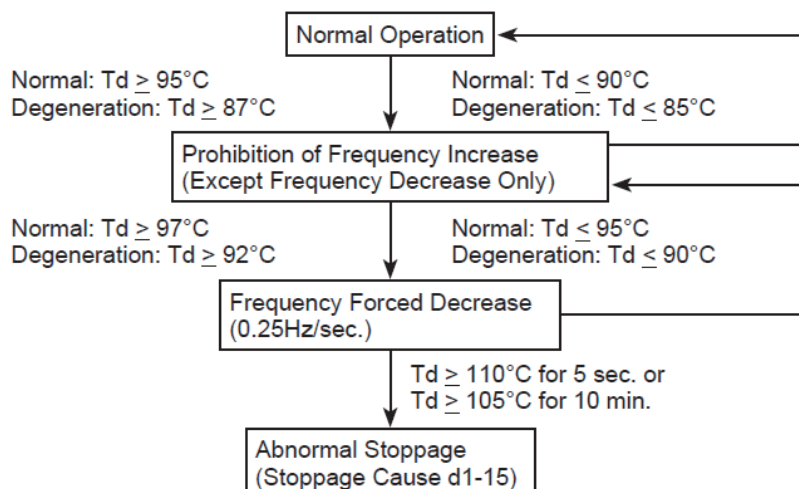 Normal Operation
Normal: Td ≥ 95°C
Degeneration: Td ≥ 87°C
Normal: Td ≤ 90°C
Degeneration: Td ≤ 85°C
Prohibition of Frequency Increase
(Except Frequency Decrease Only)
Normal: Td ≥ 97°C
Degeneration: Td ≥ 92°C
Normal: Td ≤ 95°C
Degeneration: Td ≤ 90°C
Frequency Forced Decrease
(0.25Hz/sec.)
Td ≥ 110°C for 5 sec. or
Td ≥ 105°C for 10 min.
Abnormal Stoppage
(Stoppage Cause d1-15)